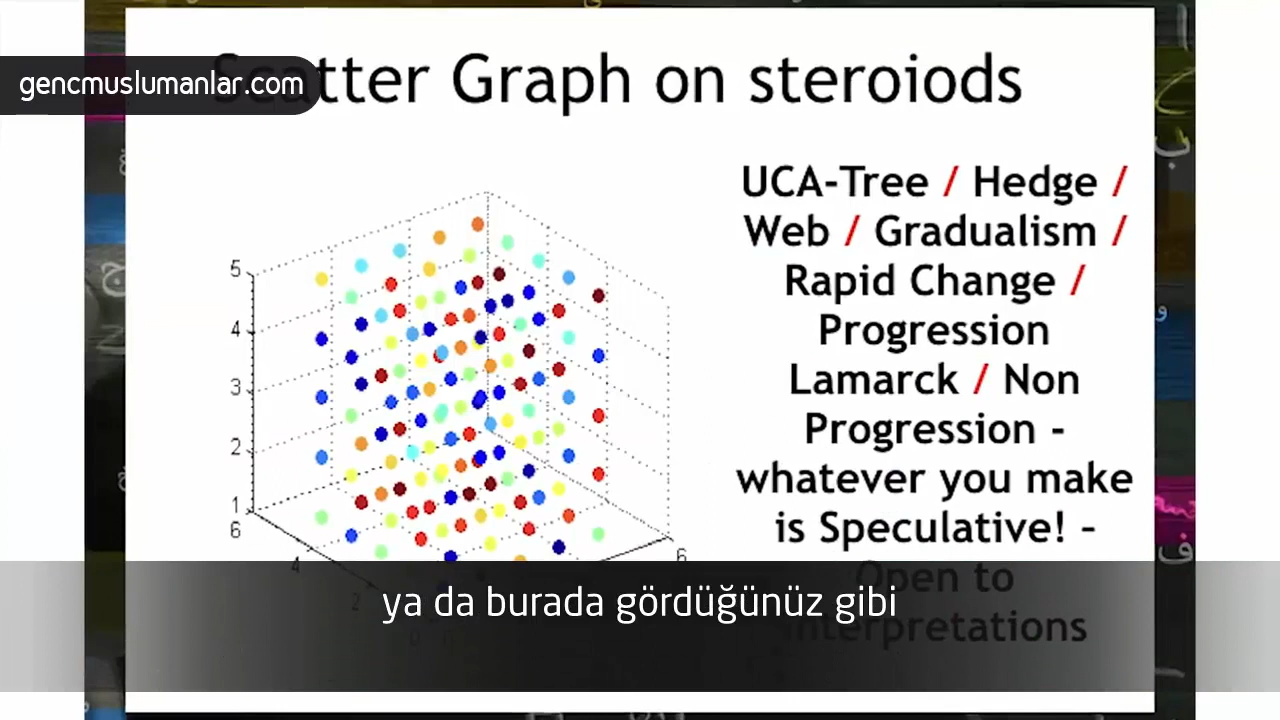 Scatter Graph on steroiods
gencmuslumanlar.com
UCA-Tree / Hedge /
Web / Gradualism /
Rapid Change /
Progression
Lamarck / Non
Progression -
whatever you make
is Speculative! –
Open to
interpretations
5
4
3
2
1
6
4
2
6
ya da burada gördüğünüz gibi